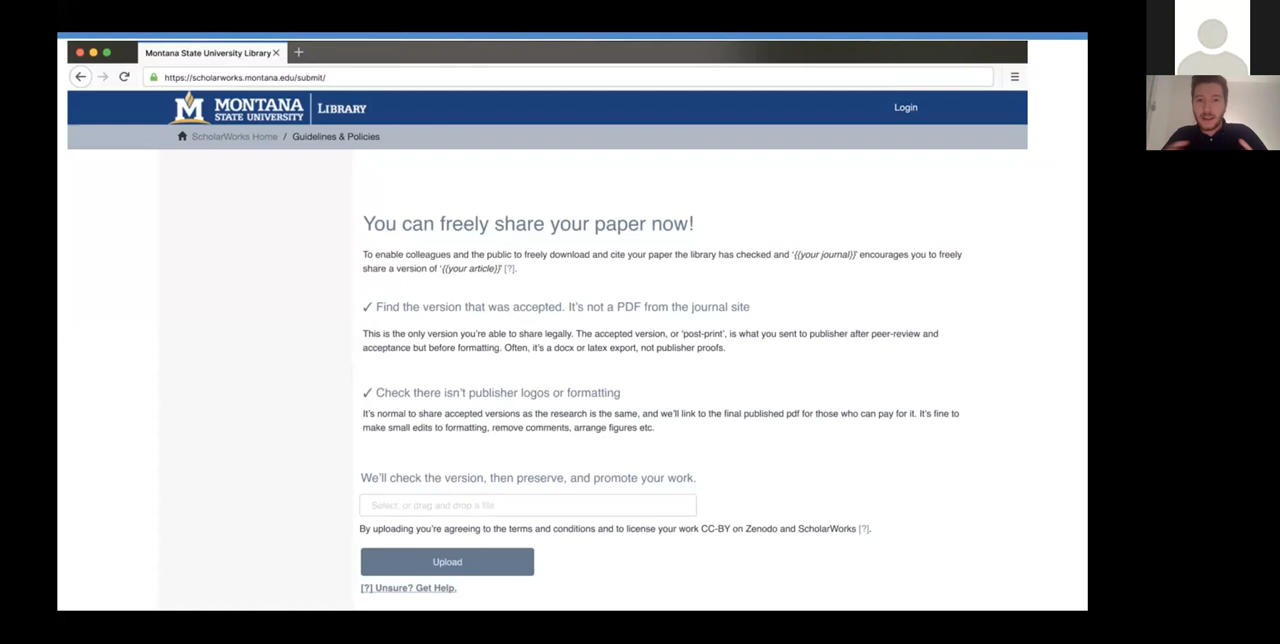 Montana State University Library
https://scholarworks.montana.edu/submit/
M MONTANA STATE UNIVERSITY LIBRARY
Login
ScholarWorks Home / Guidelines & Policies
You can freely share your paper now!
To enable colleagues and the public to freely download and cite your paper the library has checked and '{{your journal}}' encourages you to freely
share a version of '{{your article}}' [?].
✓ Find the version that was accepted. It's not a PDF from the journal site
This is the only version you're able to share legally. The accepted version, or 'post-print', is what you sent to publisher after peer-review and
acceptance but before formatting. Often, it's a docx or latex export, not publisher proofs.
✓ Check there isn't publisher logos or formatting
It's normal to share accepted versions as the research is the same, and we'll link to the final published pdf for those who can pay for it. It's fine to
make small edits to formatting, remove comments, arrange figures etc.
We'll check the version, then preserve, and promote your work.
Select, or drag and drop a file
By uploading you're agreeing to the terms and conditions and to license your work CC-BY on Zenodo and ScholarWorks [?].
Upload
[?] Unsure? Get Help.